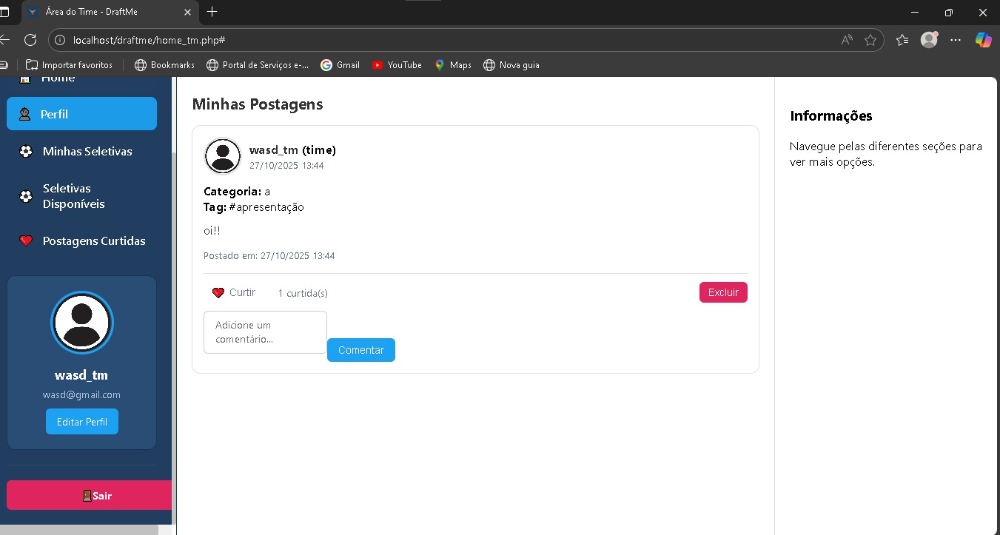 Área do Time - DraftMe
localhost/draftme/home_tm.php#
Importar favoritos
Bookmarks
Portal de Serviços e-...
Gmail
YouTube
Maps
Nova guia
Home
Perfil
Minhas Seletivas
Seletivas
Disponíveis
Postagens Curtidas
wasd_tm
wasd@gmail.com
Editar Perfil
Sair
Minhas Postagens
wasd_tm (time)
27/10/2025 13:44
Categoria: a
Tag: #apresentação
oi!!
Postado em: 27/10/2025 13:44
Curtir
1 curtida(s)
Excluir
Adicione um
comentário...
Comentar
Informações
Navegue pelas diferentes seções para
ver mais opções.